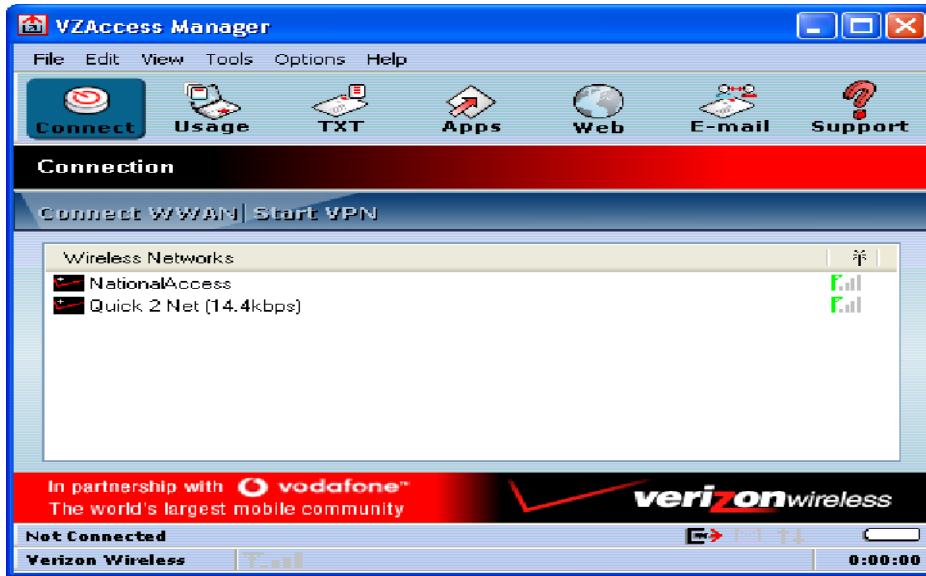 VZAccess Manager
File Edit View Tools Options Help
Connect Usage TXT Apps Web E-mail Support
Connection
Connect WWAN| Start VPN
Wireless Networks
NationalAccess
Quick 2 Net (14.4kbps)
In partnership with vodafone™
The world's largest mobile community
verizonwireless
Not Connected
Verizon Wireless 0:00:00